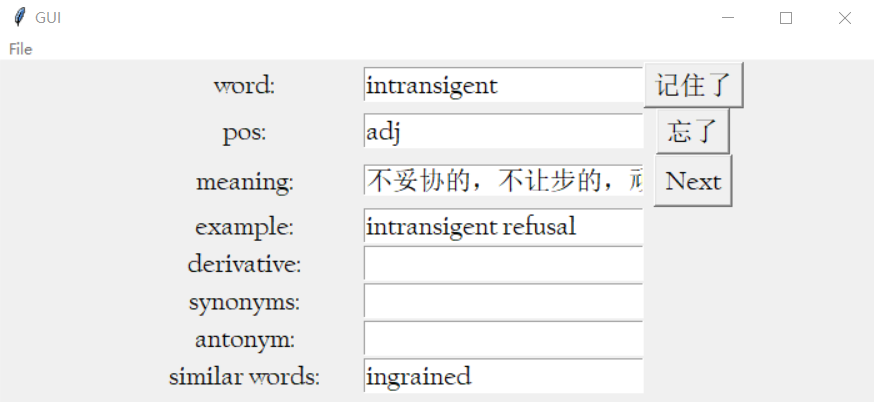 GUI
File
word: intransigent 记住了
pos: adj 忘了
meaning: 不妥协的，不让步的， Next
example: intransigent refusal
derivative:
synonyms:
antonym:
similar words: ingrained